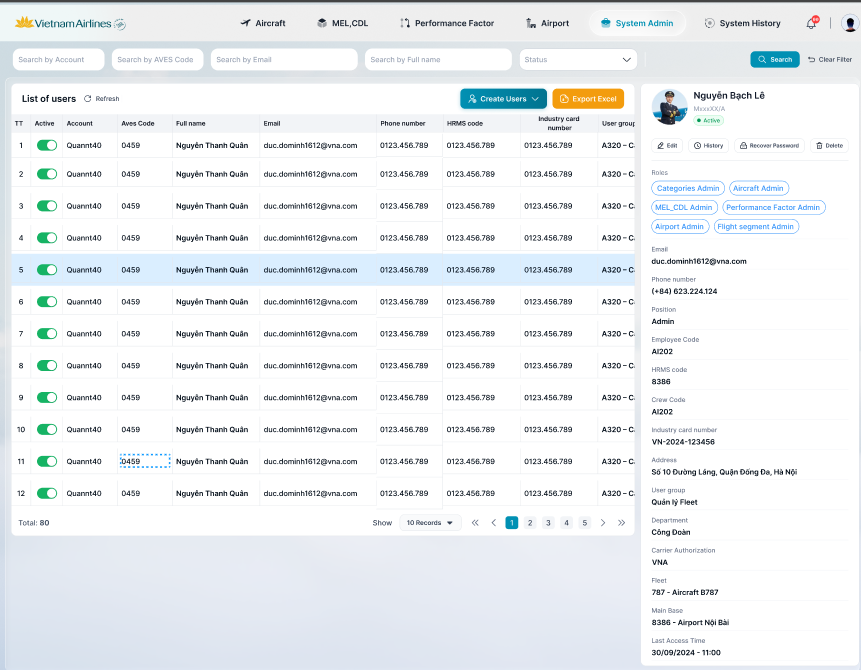 Vietnam Airlines
Aircraft MEL,CDL Performance Factor Airport System Admin System History
Search by Account Search by AVES Code Search by Email Search by Full name Status Search Clear Filter
List of users Refresh Create Users Export Excel
TT Active Account Aves Code Full name Email Phone number HRMS code Industry card number User group
1 Quannt40 0459 Nguyễn Thanh Quân duc.dominh1612@vna.com 0123.456.789 0123.456.789 0123.456.789 A320 – C
2 Quannt40 0459 Nguyễn Thanh Quân duc.dominh1612@vna.com 0123.456.789 0123.456.789 0123.456.789 A320 – C
3 Quannt40 0459 Nguyễn Thanh Quân duc.dominh1612@vna.com 0123.456.789 0123.456.789 0123.456.789 A320 – C
4 Quannt40 0459 Nguyễn Thanh Quân duc.dominh1612@vna.com 0123.456.789 0123.456.789 0123.456.789 A320 – C
5 Quannt40 0459 Nguyễn Thanh Quân duc.dominh1612@vna.com 0123.456.789 0123.456.789 0123.456.789 A320 – C
6 Quannt40 0459 Nguyễn Thanh Quân duc.dominh1612@vna.com 0123.456.789 0123.456.789 0123.456.789 A320 – C
7 Quannt40 0459 Nguyễn Thanh Quân duc.dominh1612@vna.com 0123.456.789 0123.456.789 0123.456.789 A320 – C
8 Quannt40 0459 Nguyễn Thanh Quân duc.dominh1612@vna.com 0123.456.789 0123.456.789 0123.456.789 A320 – C
9 Quannt40 0459 Nguyễn Thanh Quân duc.dominh1612@vna.com 0123.456.789 0123.456.789 0123.456.789 A320 – C
10 Quannt40 0459 Nguyễn Thanh Quân duc.dominh1612@vna.com 0123.456.789 0123.456.789 0123.456.789 A320 – C
11 Quannt40 0459 Nguyễn Thanh Quân duc.dominh1612@vna.com 0123.456.789 0123.456.789 0123.456.789 A320 – C
12 Quannt40 0459 Nguyễn Thanh Quân duc.dominh1612@vna.com 0123.456.789 0123.456.789 0123.456.789 A320 – C
Total: 80 Show 10 Records 1 2 3 4 5
Nguyễn Bạch Lê
MxxxXX/A
Active
Edit History Recover Password Delete
Roles
Categories Admin Aircraft Admin
MEL_CDL Admin Performance Factor Admin
Airport Admin Flight segment Admin
Email
duc.dominh1612@vna.com
Phone number
(+84) 623.224.124
Position
Admin
Employee Code
AI202
HRMS code
8386
Crew Code
AI202
Industry card number
VN-2024-123456
Address
Số 10 Đường Láng, Quận Đống Đa, Hà Nội
User group
Quản lý Fleet
Department
Công Đoàn
Carrier Authorization
VNA
Fleet
787 - Aircraft B787
Main Base
8386 - Airport Nội Bài
Last Access Time
30/09/2024 - 11:00